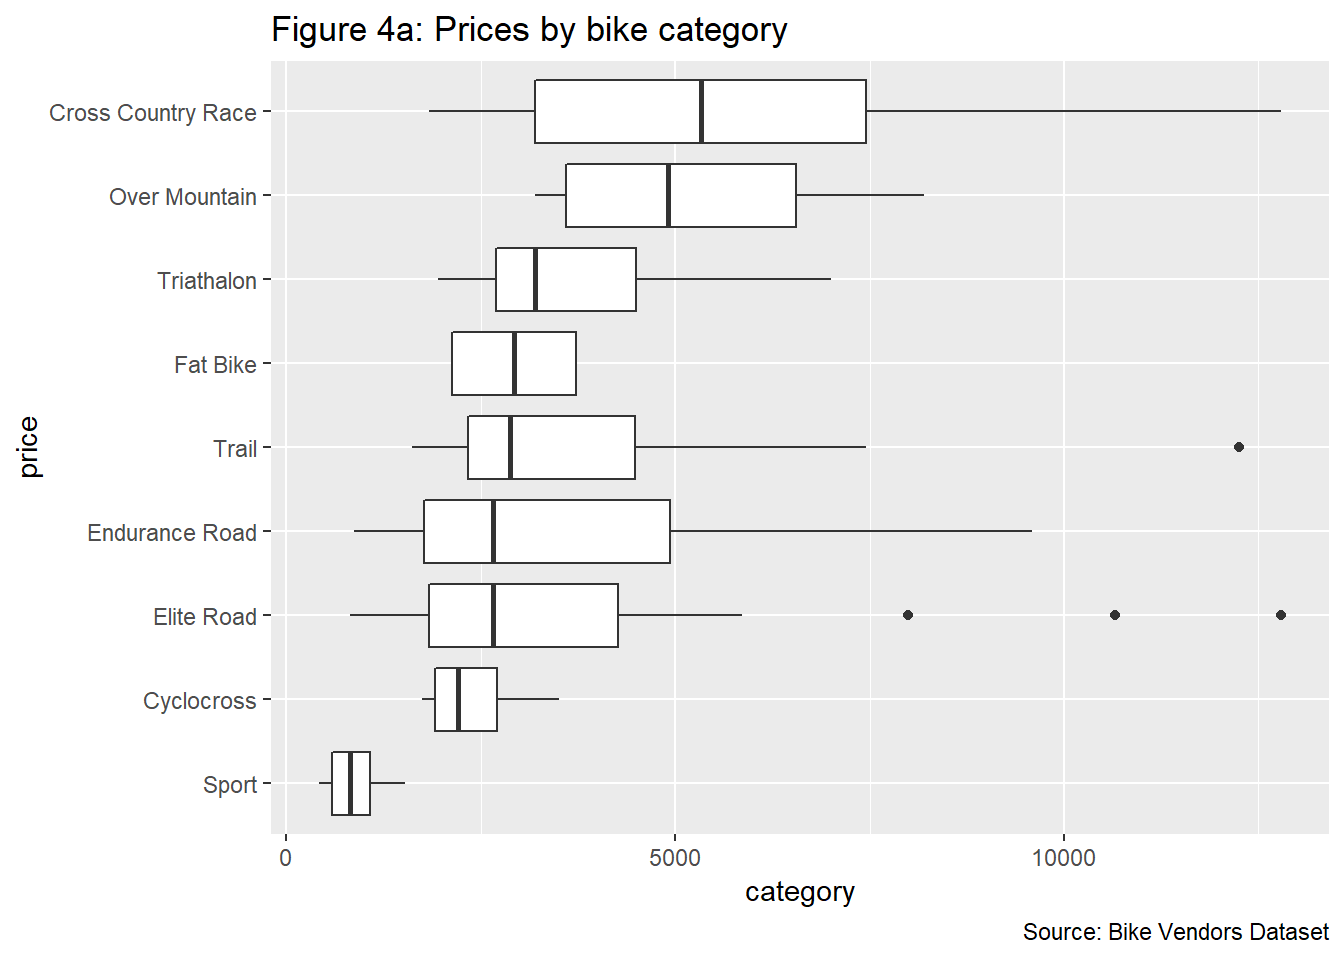 Figure 4a: Prices by bike category
Cross Country Race
Over Mountain
Triathalon
Fat Bike
Trail
Endurance Road
Elite Road
Cyclocross
Sport
price
0 5000 10000
category
Source: Bike Vendors Dataset